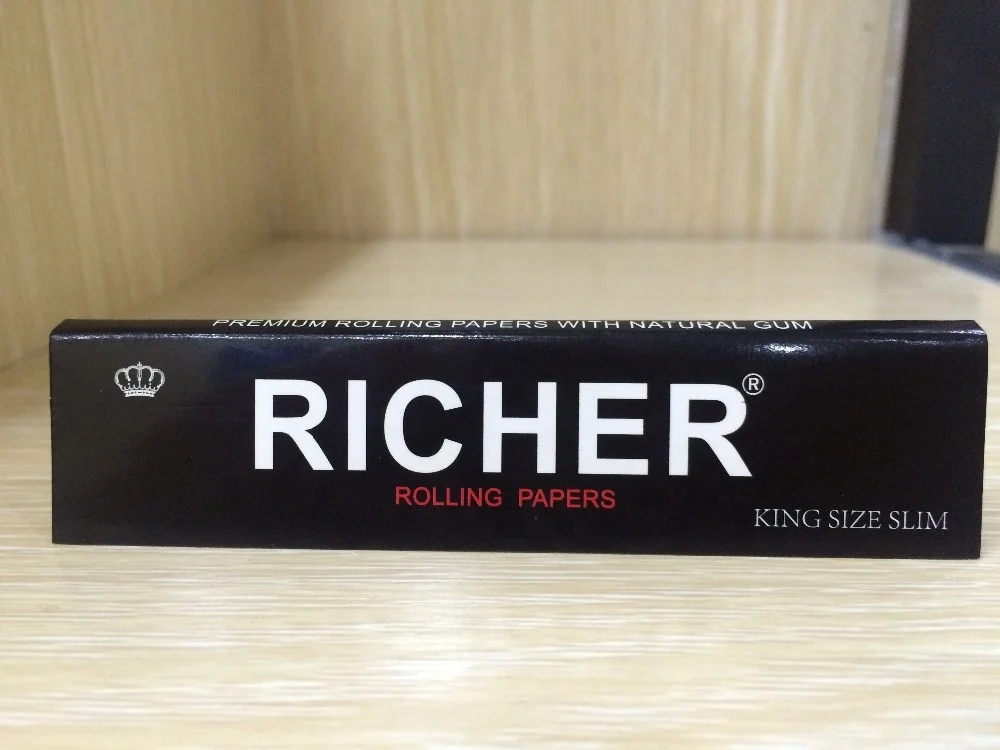 PREMIUM ROLLING PAPERS WITH NATURAL GUM
RICHER®
ROLLING PAPERS
KING SIZE SLIM